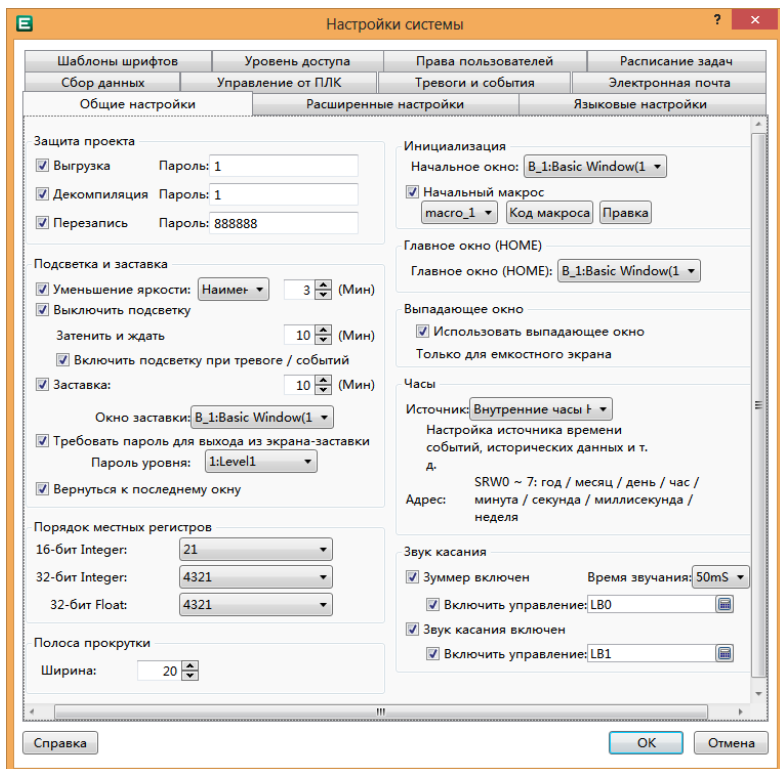 E
Настройки системы
?
Шаблоны шрифтов
Уровень доступа
Права пользователей
Расписание задач
Сбор данных
Управление от ПЛК
Тревоги и события
Электронная почта
Общие настройки
Расширенные настройки
Языковые настройки
Защита проекта
Выгрузка Пароль: 1
Декомпиляция Пароль: 1
Перезапись Пароль: 888888
Подсветка и заставка
Уменьшение яркости: Наимен 3 (Мин)
Выключить подсветку
Затенить и ждать 10 (Мин)
Включить подсветку при тревоге / событий
Заставка: 10 (Мин)
Окно заставки: B_1:Basic Window(1
Требовать пароль для выхода из экрана-заставки
Пароль уровня: 1:Level1
Вернуться к последнему окну
Порядок местных регистров
16-бит Integer: 21
32-бит Integer: 4321
32-бит Float: 4321
Полоса прокрутки
Ширина: 20
Инициализация
Начальное окно: B_1:Basic Window(1
Начальный макрос
macro_1 Код макроса Правка
Главное окно (HOME)
Главное окно (HOME): B_1:Basic Window(1
Выпадающее окно
Использовать выпадающее окно
Только для емкостного экрана
Часы
Источник: Внутренние часы
Настройка источника времени
событий, исторических данных и т.
д.
SRW0 ~ 7: год / месяц / день / час /
Адрес: минута / секунда / миллисекунда /
неделя
Звук касания
Зуммер включен Время звучания: 50mS
Включить управление: LB0
Звук касания включен
Включить управление: LB1
Справка
OK
Отмена